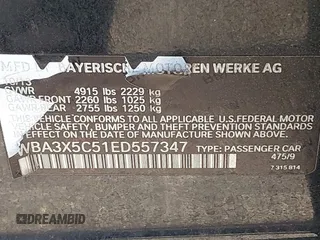 MFD BAYERISCHE MOTOREN WERKE AG
GVWR 4915 lbs 2229 kg
GAWR FRONT 2260 lbs 1025 kg
GAWR REAR 2755 lbs 1250 kg
THIS VEHICLE CONFORMS TO ALL APPLICABLE
U.S.FEDERAL MOTOR VEHICLE SAFETY,
BUMPER, AND THEFT PREVENTION STANDARDS
IN EFFECT ON THE DATE OF MANUFACTURE
SHOWN ABOVE.
WBA3X5C51ED557347 TYPE: PASSENGER CAR
475/9
7 315 814
DREAMBID